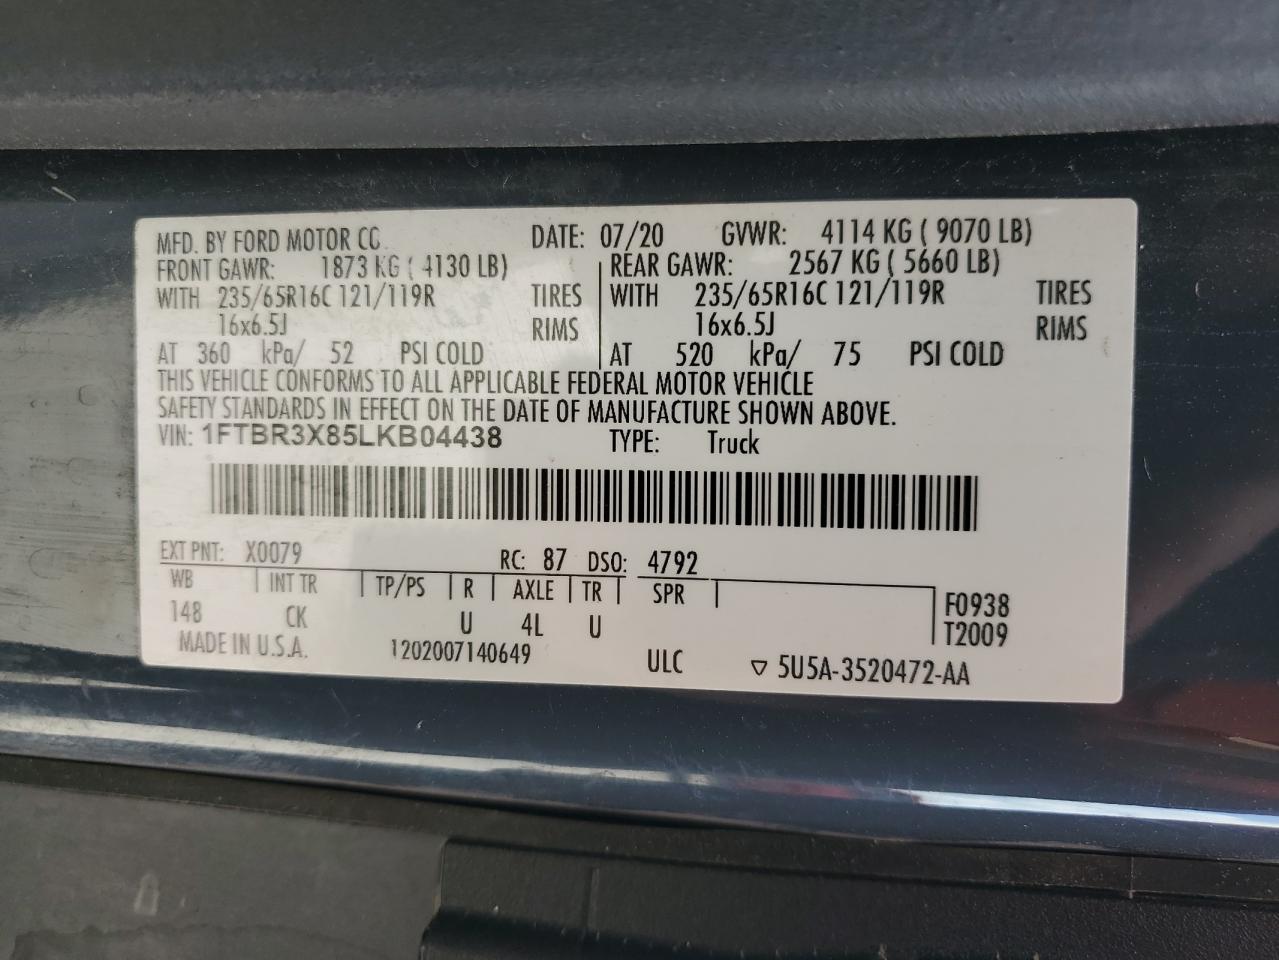 MFD. BY FORD MOTOR CO. DATE: 07/20 GVWR: 4114 KG ( 9070 LB)
FRONT GAWR: 1873 KG ( 4130 LB) REAR GAWR: 2567 KG ( 5660 LB)
WITH 235/65R16C 121/119R TIRES WITH 235/65R16C 121/119R TIRES
16x6.5J RIMS 16x6.5J RIMS
AT 360 kPa/ 52 PSI COLD AT 520 kPa/ 75 PSI COLD
THIS VEHICLE CONFORMS TO ALL APPLICABLE FEDERAL MOTOR VEHICLE
SAFETY STANDARDS IN EFFECT ON THE DATE OF MANUFACTURE SHOWN ABOVE.
VIN: 1FTBR3X85LKB04438 TYPE: Truck
EXT PNT: X0079 RC: 87 DSO: 4792
WB INT TR TP/PS R AXLE TR SPR F0938
148 CK U 4L U T2009
MADE IN U.S.A. 1202007140649 ULC ▽ 5U5A-3520472-AA